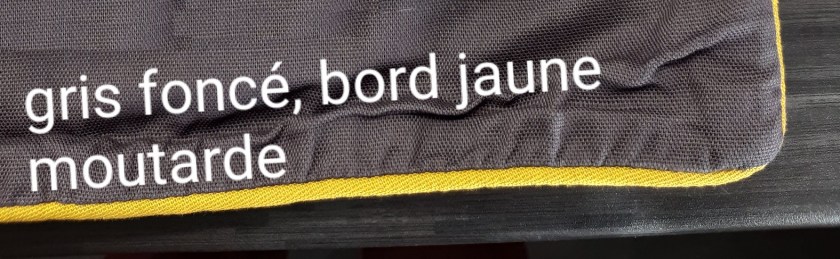 gris foncé, bord jaune
moutarde